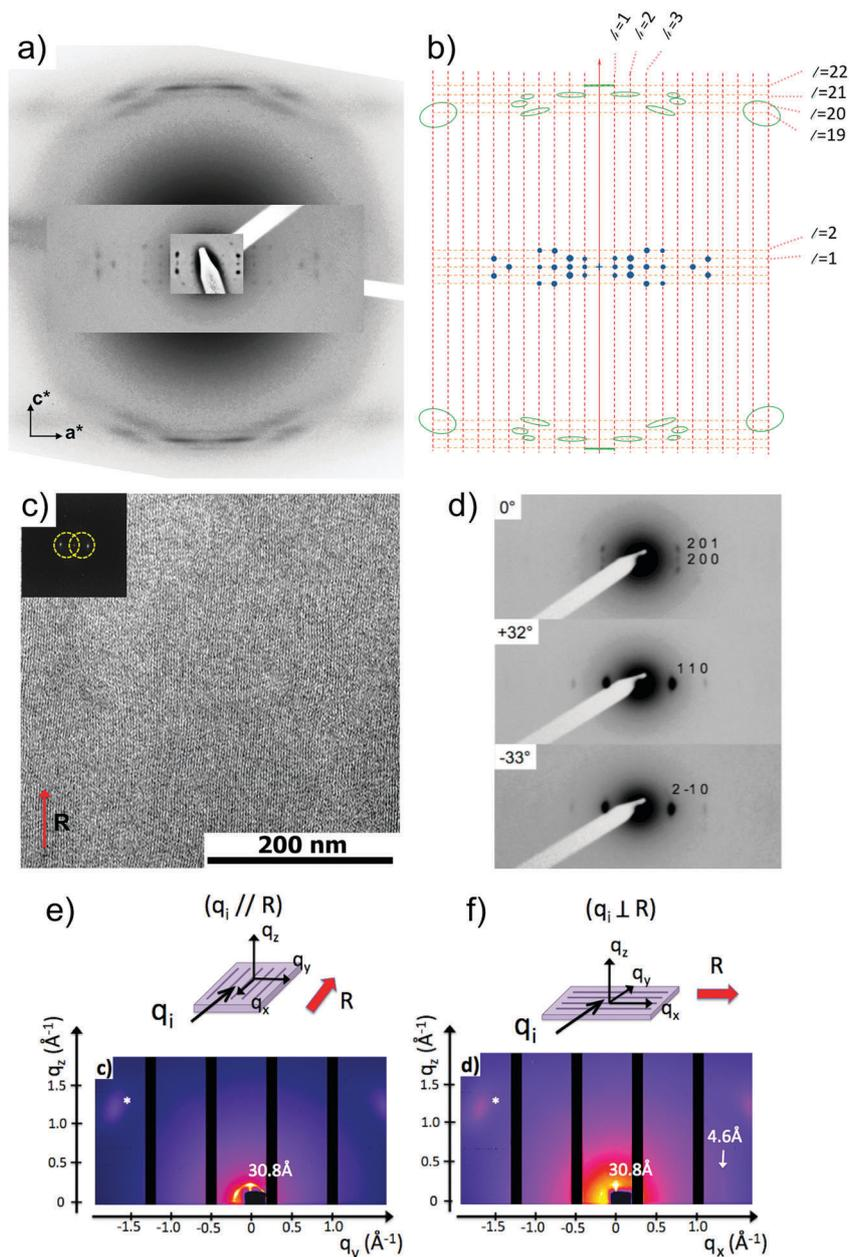 a)
c*
a*
b)
h=1
h=2
h=3
l=22
l=21
l=20
l=19
l=2
l=1
c)
R
200 nm
d)
0°
2 0 1
2 0 0
+32°
1 1 0
-33°
2 -1 0
e)
(qi // R)
qz
qy
qx
qi
R
qz (Å-1)
c)
1.5
1.0
0.5
0
*
30.8Å
-1.5
-1.0
-0.5
0
0.5
1.0
qy (Å-1)
f)
(qi ⊥ R)
qz
qy
qx
qi
R
qz (Å-1)
d)
1.5
1.0
0.5
0
*
30.8Å
4.6Å
-1.5
-1.0
-0.5
0
0.5
1.0
qx (Å-1)